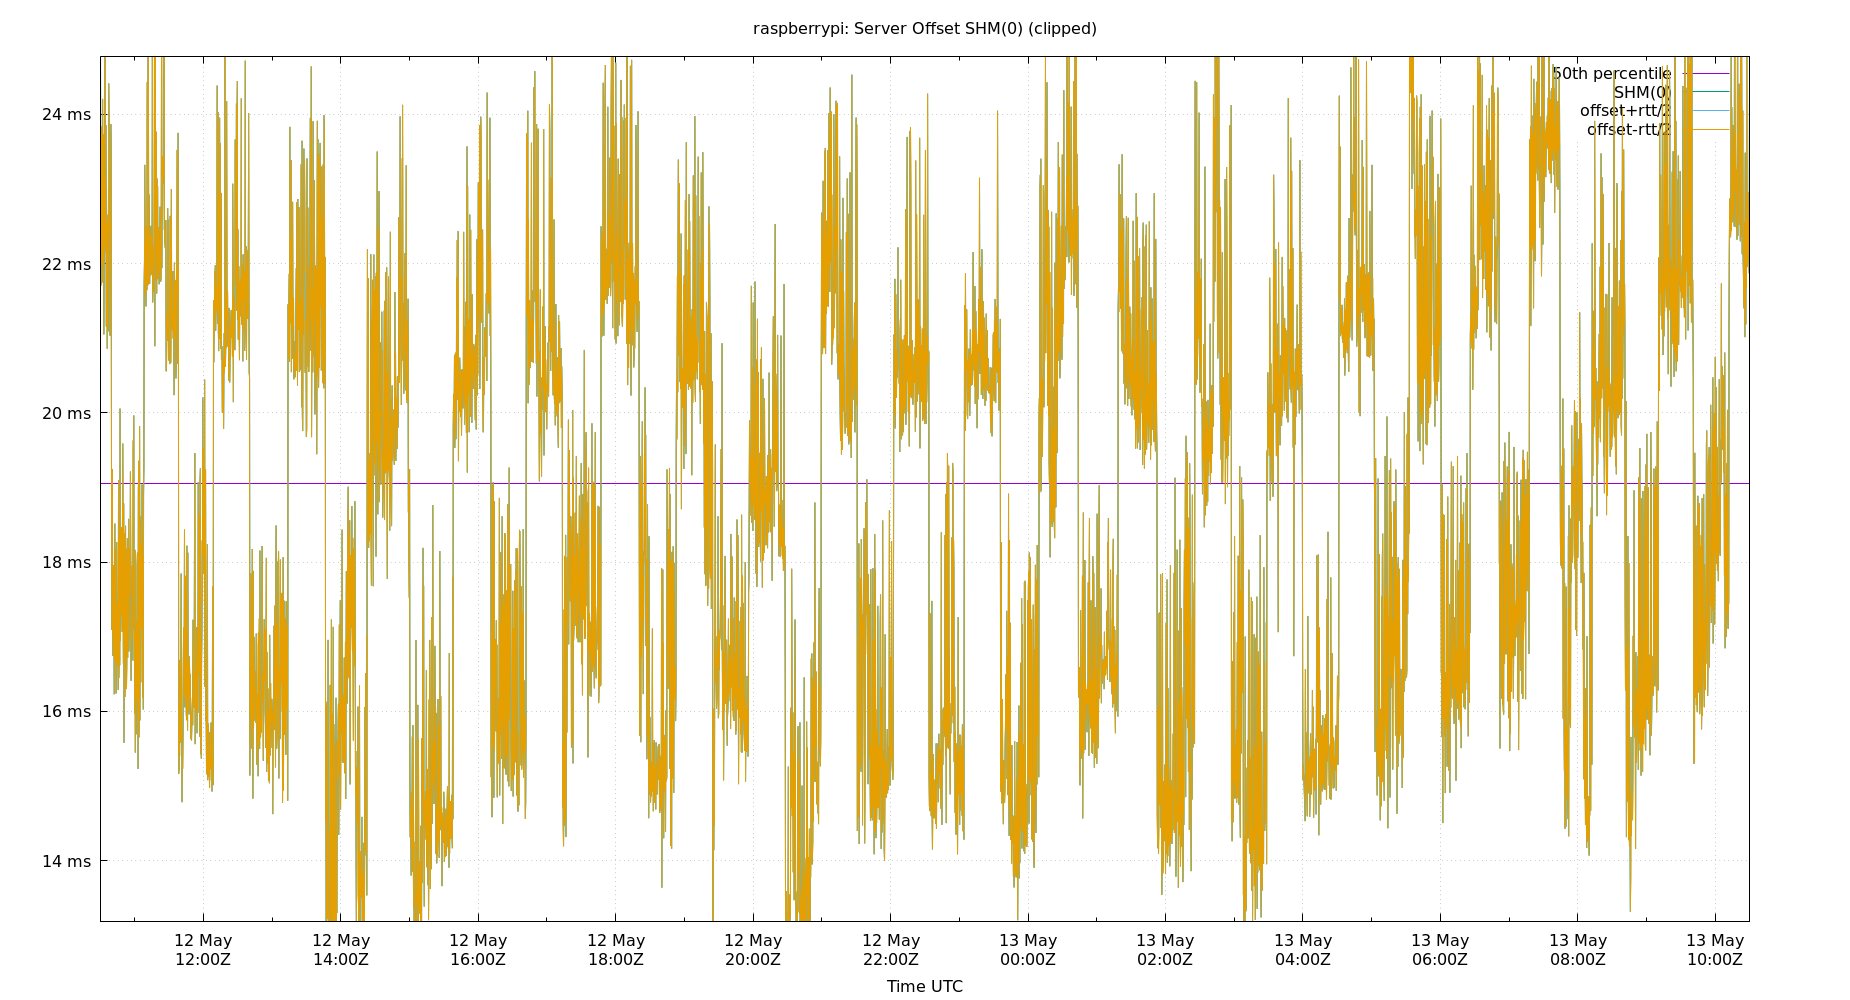 raspberrypi: Server Offset SHM(0) (clipped)
50th percentile
SHM(0)
offset+rtt/2
offset-rtt/2
24 ms
22 ms
20 ms
18 ms
16 ms
14 ms
12 May 12 May 12 May 12 May 12 May 12 May 13 May 13 May 13 May 13 May 13 May 13 May
12:00Z 14:00Z 16:00Z 18:00Z 20:00Z 22:00Z 00:00Z 02:00Z 04:00Z 06:00Z 08:00Z 10:00Z
Time UTC